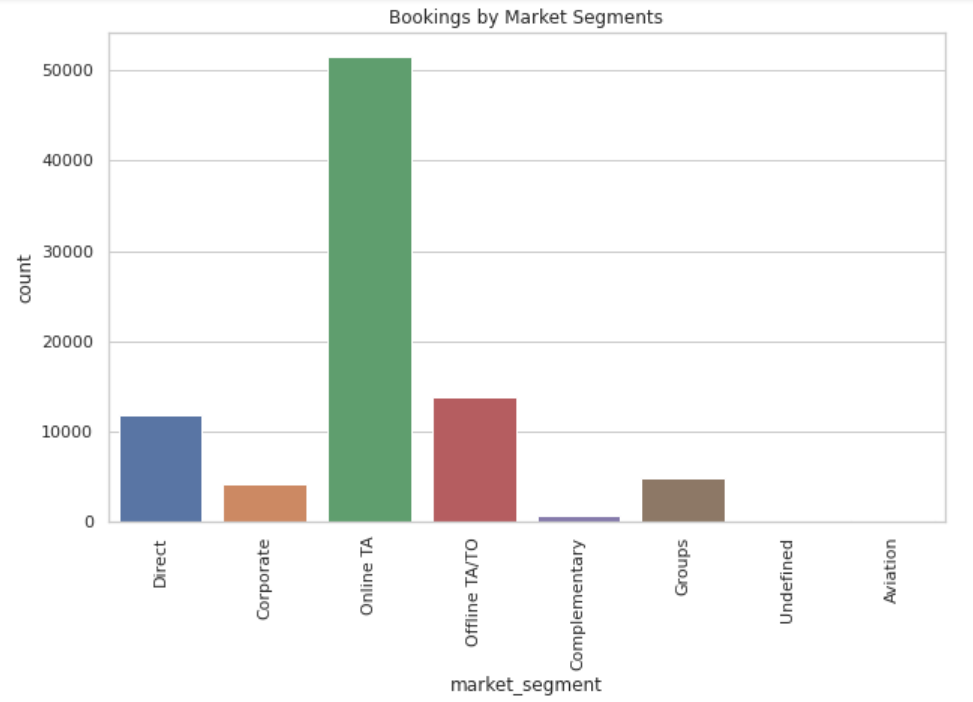 Bookings by Market Segments
50000
40000
30000
20000
10000
0
count
Direct
Corporate
Online TA
Offline TA/TO
Complementary
Groups
Undefined
Aviation
market_segment